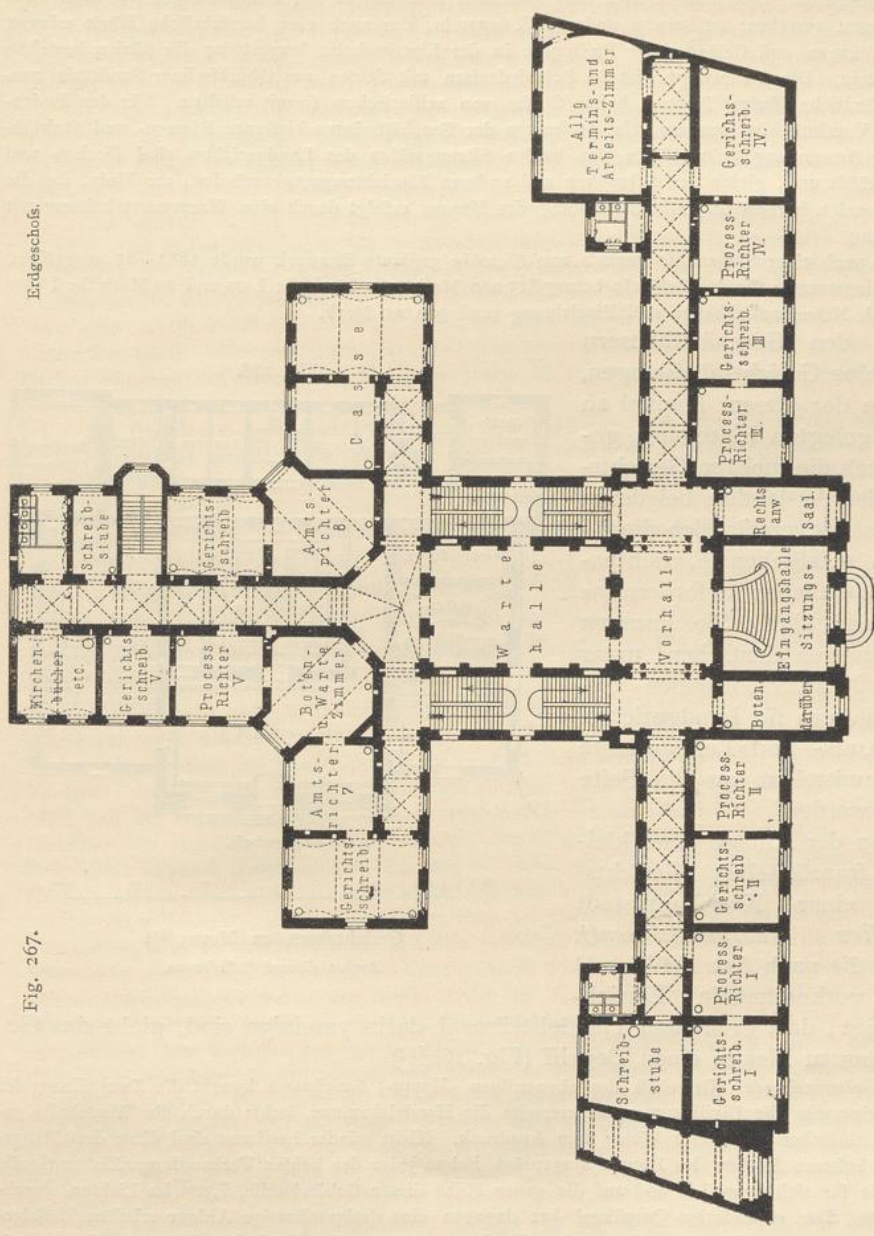 Fig. 267.
Erdgeschofs.
Kirchen-
bücher
etc.
Schreib-
stube
Gerichts
schreib
V.
Process
Richter
V
Gerichts-
schreib
Boten-
u. Warte
Zimmer
Amts-
richter
8
Amts-
richter
7
Gerichts
schreib
Casse
Warte
halle
Vorhalle
Eingangshalle
Sitzungs-
Boten
darüber
Rechts
anw
Saal
Schreib-
stube
Gerichts
schreib.
I
Process-
Richter
I
Gerichts-
schreib
II
Process-
Richter
II
Process-
Richter
III.
Gerichts-
schreib.
III
Process-
Richter
IV.
Gerichts-
schreib.
IV.
Allg
Termins- und
Arbeits-Zimmer